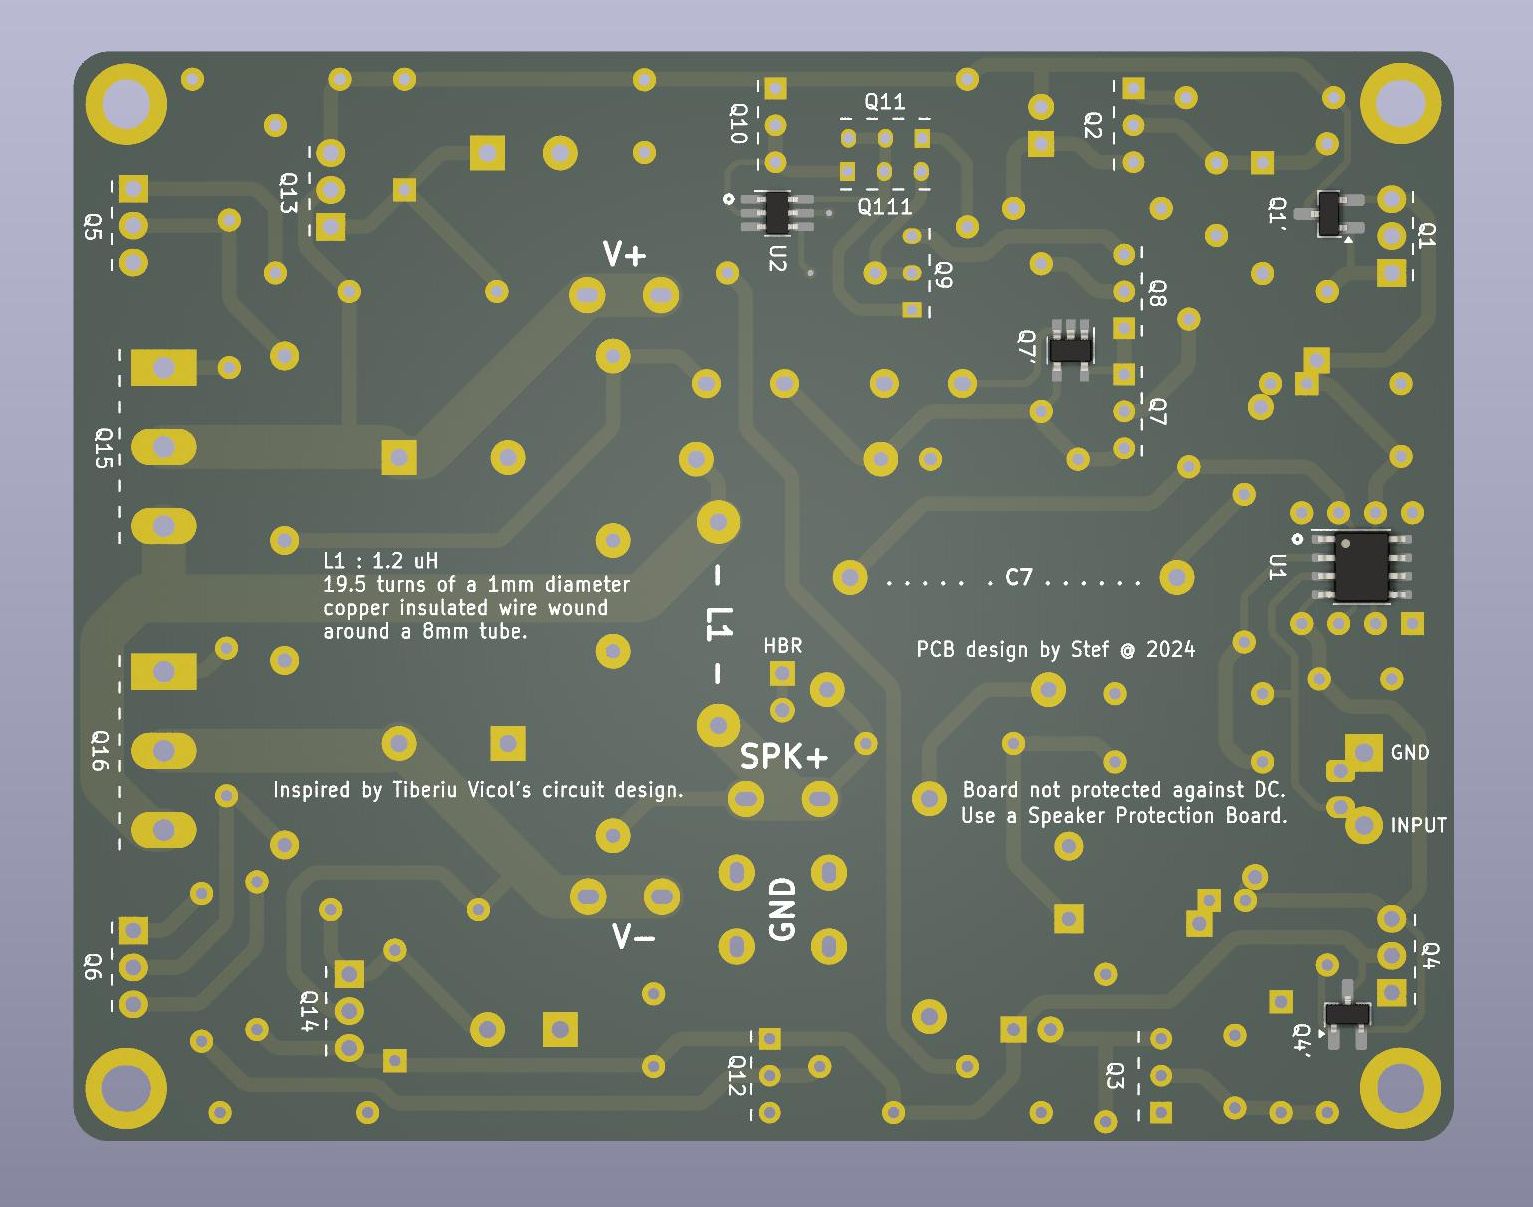 Q10
Q11
Q2
Q13
Q5
Q111
Q1'
Q1
U2
V+
Q9
Q8
Q7'
Q7
Q15
L1 : 1.2 uH
19.5 turns of a 1mm diameter
copper insulated wire wound
around a 8mm tube.
...... . C7 ......
U1
- L1 -
HBR
PCB design by Stef @ 2024
Q16
SPK+
GND
Inspired by Tiberiu Vicol's circuit design.
Board not protected against DC.
Use a Speaker Protection Board.
INPUT
GND
V-
Q6
Q4
Q14
Q4'
Q12
Q3